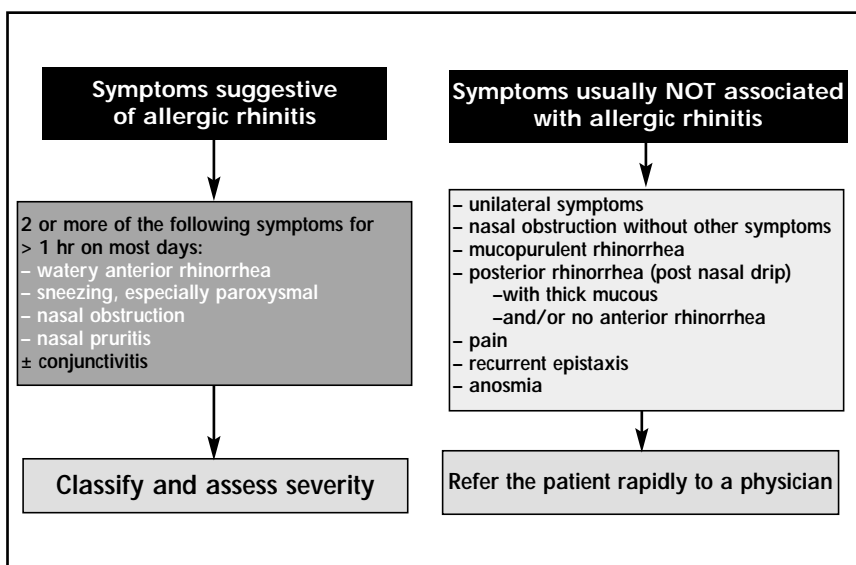 Symptoms suggestive
of allergic rhinitis
2 or more of the following symptoms for
> 1 hr on most days:
– watery anterior rhinorrhea
– sneezing, especially paroxysmal
– nasal obstruction
– nasal pruritis
± conjunctivitis
Classify and assess severity
Symptoms usually NOT associated
with allergic rhinitis
– unilateral symptoms
– nasal obstruction without other symptoms
– mucopurulent rhinorrhea
– posterior rhinorrhea (post nasal drip)
–with thick mucous
–and/or no anterior rhinorrhea
– pain
– recurrent epistaxis
– anosmia
Refer the patient rapidly to a physician